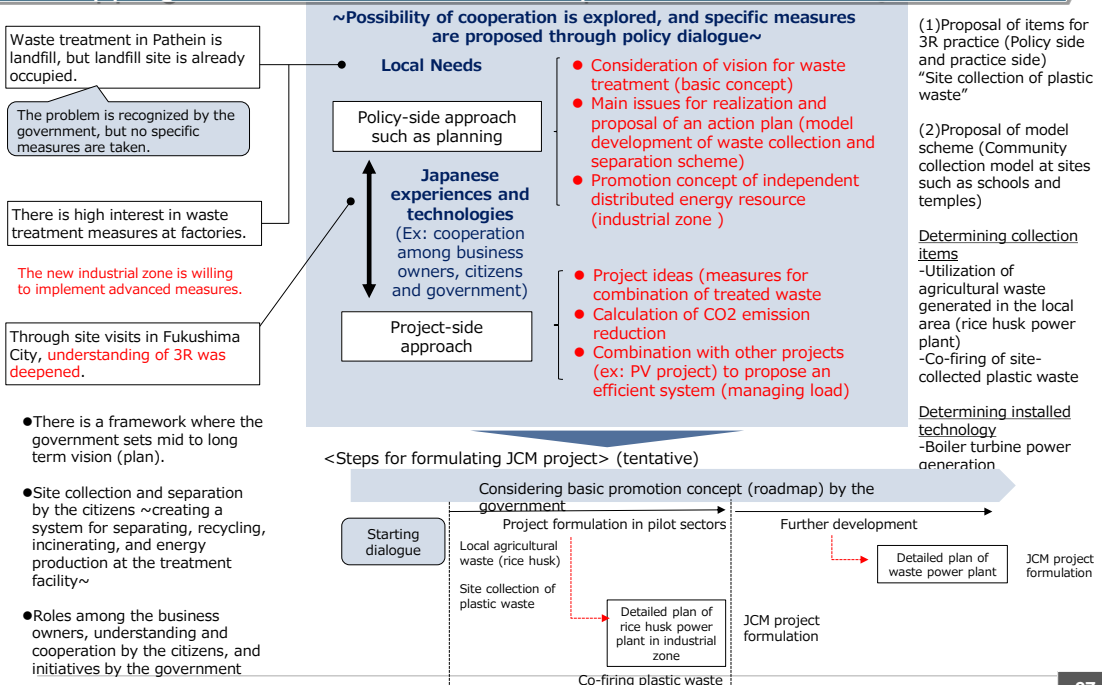 Waste treatment in Pathein is
landfill, but landfill site is already
occupied.
The problem is recognized by the
government, but no specific
measures are taken.
There is high interest in waste
treatment measures at factories.
The new industrial zone is willing
to implement advanced measures.
Through site visits in Fukushima
City, understanding of 3R was
deepened.
●There is a framework where the
government sets mid to long
term vision (plan).
●Site collection and separation
by the citizens ~creating a
system for separating, recycling,
incinerating, and energy
production at the treatment
facility~
●Roles among the business
owners, understanding and
cooperation by the citizens, and
initiatives by the government
~Possibility of cooperation is explored, and specific measures
are proposed through policy dialogue~
Local Needs
Policy-side approach
such as planning
Japanese
experiences and
technologies
(Ex: cooperation
among business
owners, citizens
and government)
Project-side
approach
● Consideration of vision for waste
treatment (basic concept)
● Main issues for realization and
proposal of an action plan (model
development of waste collection and
separation scheme)
● Promotion concept of independent
distributed energy resource
(industrial zone )
● Project ideas (measures for
combination of treated waste
● Calculation of CO2 emission
reduction
● Combination with other projects
(ex: PV project) to propose an
efficient system (managing load)
(1)Proposal of items for
3R practice (Policy side
and practice side)
“Site collection of plastic
waste”
(2)Proposal of model
scheme (Community
collection model at sites
such as schools and
temples)
Determining collection
items
-Utilization of
agricultural waste
generated in the local
area (rice husk power
plant)
-Co-firing of site-
collected plastic waste
Determining installed
technology
-Boiler turbine power
generation
<Steps for formulating JCM project> (tentative)
Considering basic promotion concept (roadmap) by the
government
Starting
dialogue
Project formulation in pilot sectors
Further development
Local agricultural
waste (rice husk)
Site collection of
plastic waste
Detailed plan of
rice husk power
plant in industrial
zone
JCM project
formulation
Detailed plan of
waste power plant
JCM project
formulation
Co-firing plastic waste